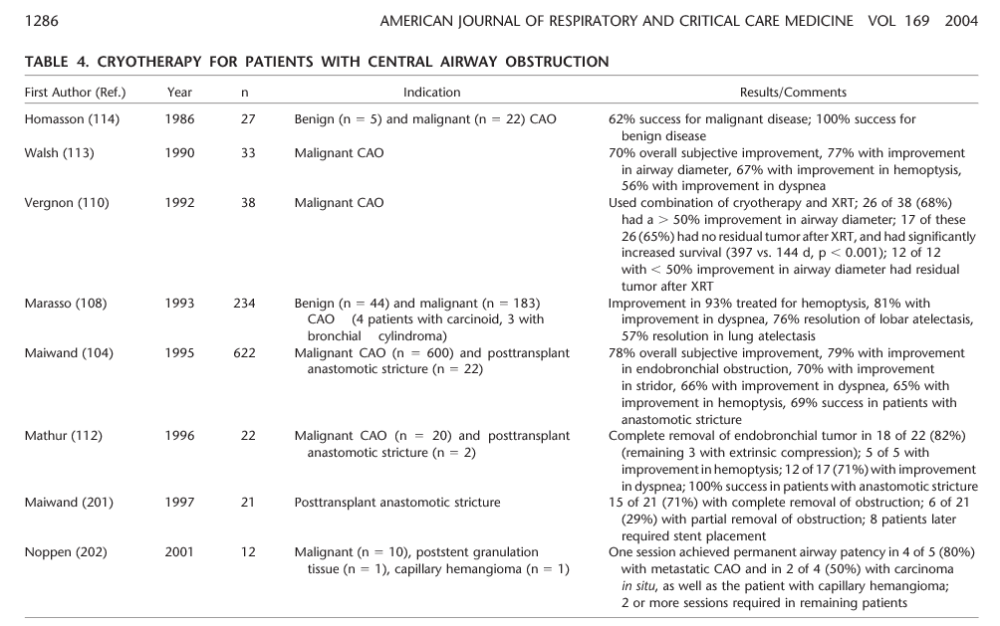 1286 AMERICAN JOURNAL OF RESPIRATORY AND CRITICAL CARE MEDICINE VOL 169 2004
TABLE 4. CRYOTHERAPY FOR PATIENTS WITH CENTRAL AIRWAY OBSTRUCTION
First Author (Ref.) Year n Indication Results/Comments
Homasson (114) 1986 27 Benign (n = 5) and malignant (n = 22) CAO 62% success for malignant disease; 100% success for
benign disease
Walsh (113) 1990 33 Malignant CAO 70% overall subjective improvement, 77% with improvement
in airway diameter, 67% with improvement in hemoptysis,
56% with improvement in dyspnea
Vergnon (110) 1992 38 Malignant CAO Used combination of cryotherapy and XRT; 26 of 38 (68%)
had a > 50% improvement in airway diameter; 17 of these
26 (65%) had no residual tumor after XRT, and had significantly
increased survival (397 vs. 144 d, p < 0.001); 12 of 12
with < 50% improvement in airway diameter had residual
tumor after XRT
Marasso (108) 1993 234 Benign (n = 44) and malignant (n = 183) Improvement in 93% treated for hemoptysis, 81% with
CAO (4 patients with carcinoid, 3 with improvement in dyspnea, 76% resolution of lobar atelectasis,
bronchial cylindroma) 57% resolution in lung atelectasis
Maiwand (104) 1995 622 Malignant CAO (n = 600) and posttransplant 78% overall subjective improvement, 79% with improvement
anastomotic stricture (n = 22) in endobronchial obstruction, 70% with improvement
in stridor, 66% with improvement in dyspnea, 65% with
improvement in hemoptysis, 69% success in patients with
anastomotic stricture
Mathur (112) 1996 22 Malignant CAO (n = 20) and posttransplant Complete removal of endobronchial tumor in 18 of 22 (82%)
anastomotic stricture (n = 2) (remaining 3 with extrinsic compression); 5 of 5 with
improvement in hemoptysis; 12 of 17 (71%) with improvement
in dyspnea; 100% success in patients with anastomotic stricture
Maiwand (201) 1997 21 Posttransplant anastomotic stricture 15 of 21 (71%) with complete removal of obstruction; 6 of 21
(29%) with partial removal of obstruction; 8 patients later
required stent placement
Noppen (202) 2001 12 Malignant (n = 10), poststent granulation One session achieved permanent airway patency in 4 of 5 (80%)
tissue (n = 1), capillary hemangioma (n = 1) with metastatic CAO and in 2 of 4 (50%) with carcinoma
in situ, as well as the patient with capillary hemangioma;
2 or more sessions required in remaining patients